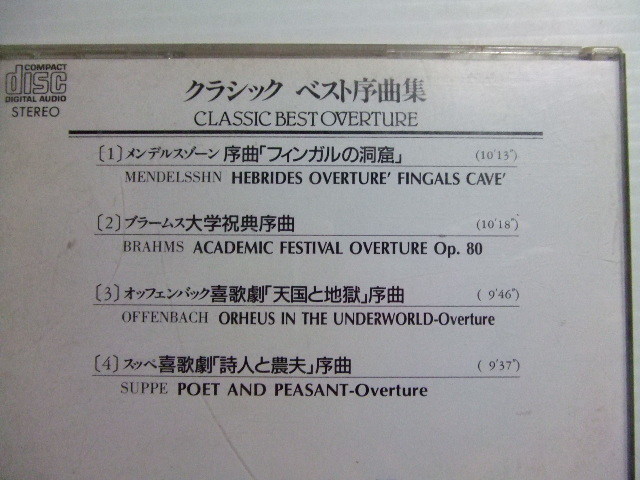 COMPACT
disc
DIGITAL AUDIO
STEREO
クラシック ベスト序曲集
CLASSIC BEST OVERTURE
〔1〕メンデルスゾーン 序曲「フィンガルの洞窟」 (10'13")
MENDELSSHN HEBRIDES OVERTURE' FINGALS CAVE'
〔2〕ブラームス大学祝典序曲 (10'18")
BRAHMS ACADEMIC FESTIVAL OVERTURE Op. 80
〔3〕オッフェンバック喜歌劇「天国と地獄」序曲 ( 9'46")
OFFENBACH ORHEUS IN THE UNDERWORLD-Overture
〔4〕スッペ喜歌劇「詩人と農夫」序曲 ( 9'37")
SUPPE POET AND PEASANT-Overture